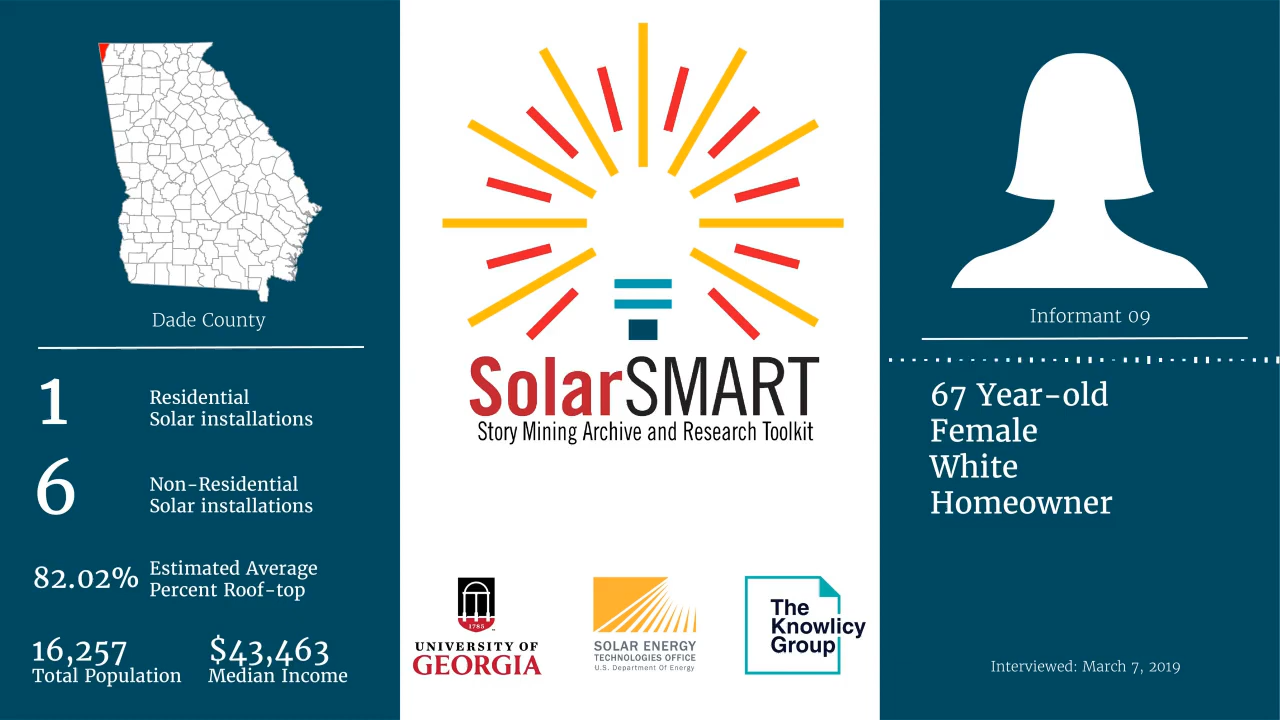 Dade County
1
Residential
Solar installations
6
Non-Residential
Solar installations
82.02%
Estimated Average
Percent Roof-top
16,257
Total Population
$43,463
Median Income
SolarSMART
Story Mining Archive and Research Toolkit
1785
UNIVERSITY OF
GEORGIA
SOLAR ENERGY
TECHNOLOGIES OFFICE
U.S. Department Of Energy
The
Knowlicy
Group
Informant 09
67 Year-old
Female
White
Homeowner
Interviewed: March 7, 2019